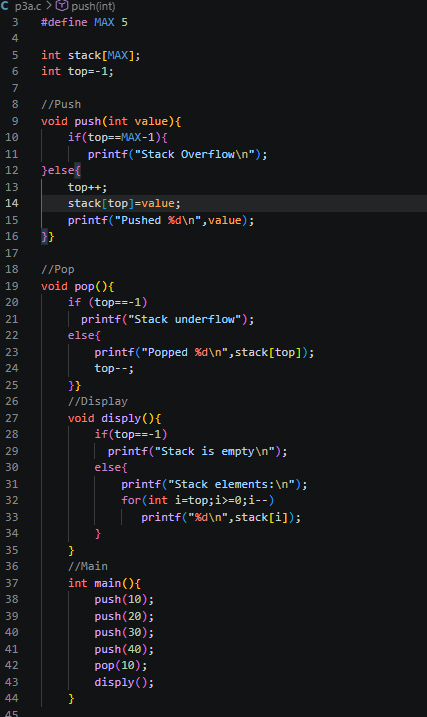 C p3a.c > push(int)
3 #define MAX 5
4
5 int stack[MAX];
6 int top=-1;
7
8 //Push
9 void push(int value){
10     if(top==MAX-1){
11        printf("Stack Overflow\n");
12 }else{
13     top++;
14     stack[top]=value;
15     printf("Pushed %d\n",value);
16 }}
17
18 //Pop
19 void pop(){
20     if (top==-1)
21       printf("Stack underflow");
22     else{
23         printf("Popped %d\n",stack[top]);
24         top--;
25     }}
26     //Display
27     void disply(){
28         if(top==-1)
29           printf("Stack is empty\n");
30         else{
31             printf("Stack elements:\n");
32             for(int i=top;i>=0;i--)
33                printf("%d\n",stack[i]);
34         }
35     }
36     //Main
37     int main(){
38         push(10);
39         push(20);
40         push(30);
41         push(40);
42         pop(10);
43         disply();
44     }
45